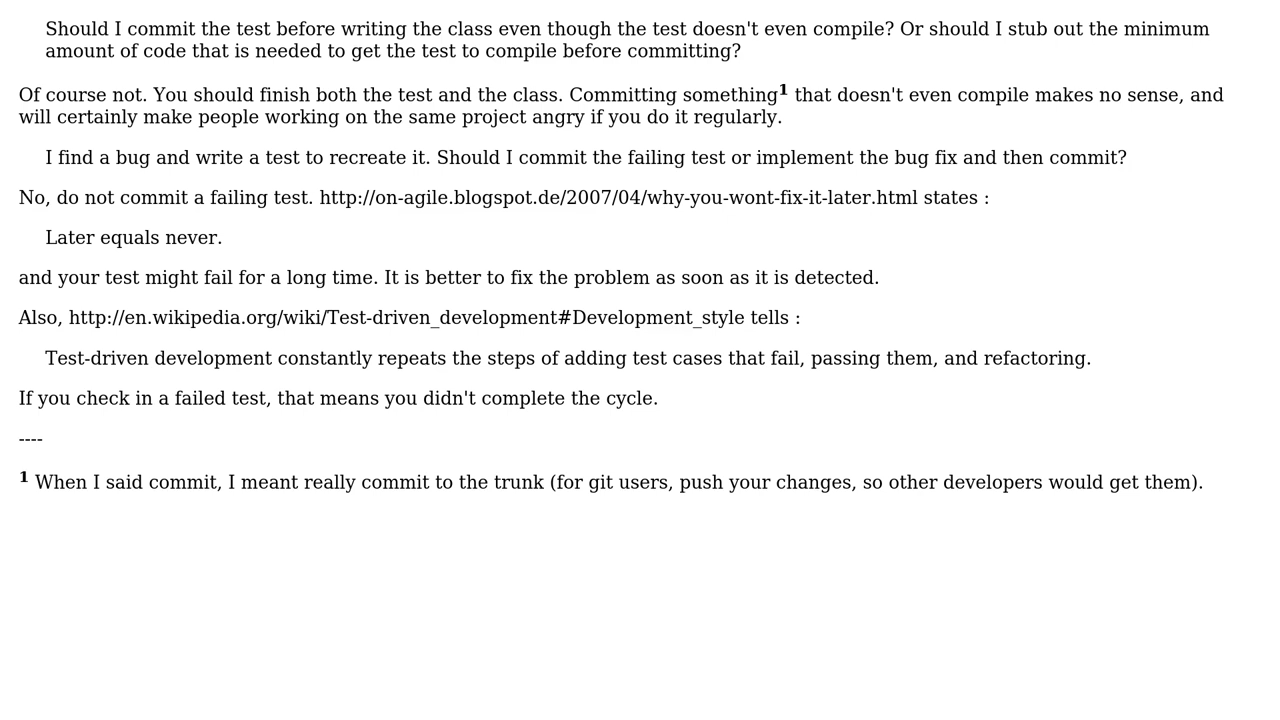 Should I commit the test before writing the class even though the test doesn't even compile? Or should I stub out the minimum
amount of code that is needed to get the test to compile before committing?
Of course not. You should finish both the test and the class. Committing something1 that doesn't even compile makes no sense, and
will certainly make people working on the same project angry if you do it regularly.
I find a bug and write a test to recreate it. Should I commit the failing test or implement the bug fix and then commit?
No, do not commit a failing test. http://on-agile.blogspot.de/2007/04/why-you-wont-fix-it-later.html states :
Later equals never.
and your test might fail for a long time. It is better to fix the problem as soon as it is detected.
Also, http://en.wikipedia.org/wiki/Test-driven_development#Development_style tells :
Test-driven development constantly repeats the steps of adding test cases that fail, passing them, and refactoring.
If you check in a failed test, that means you didn't complete the cycle.
----
1 When I said commit, I meant really commit to the trunk (for git users, push your changes, so other developers would get them).